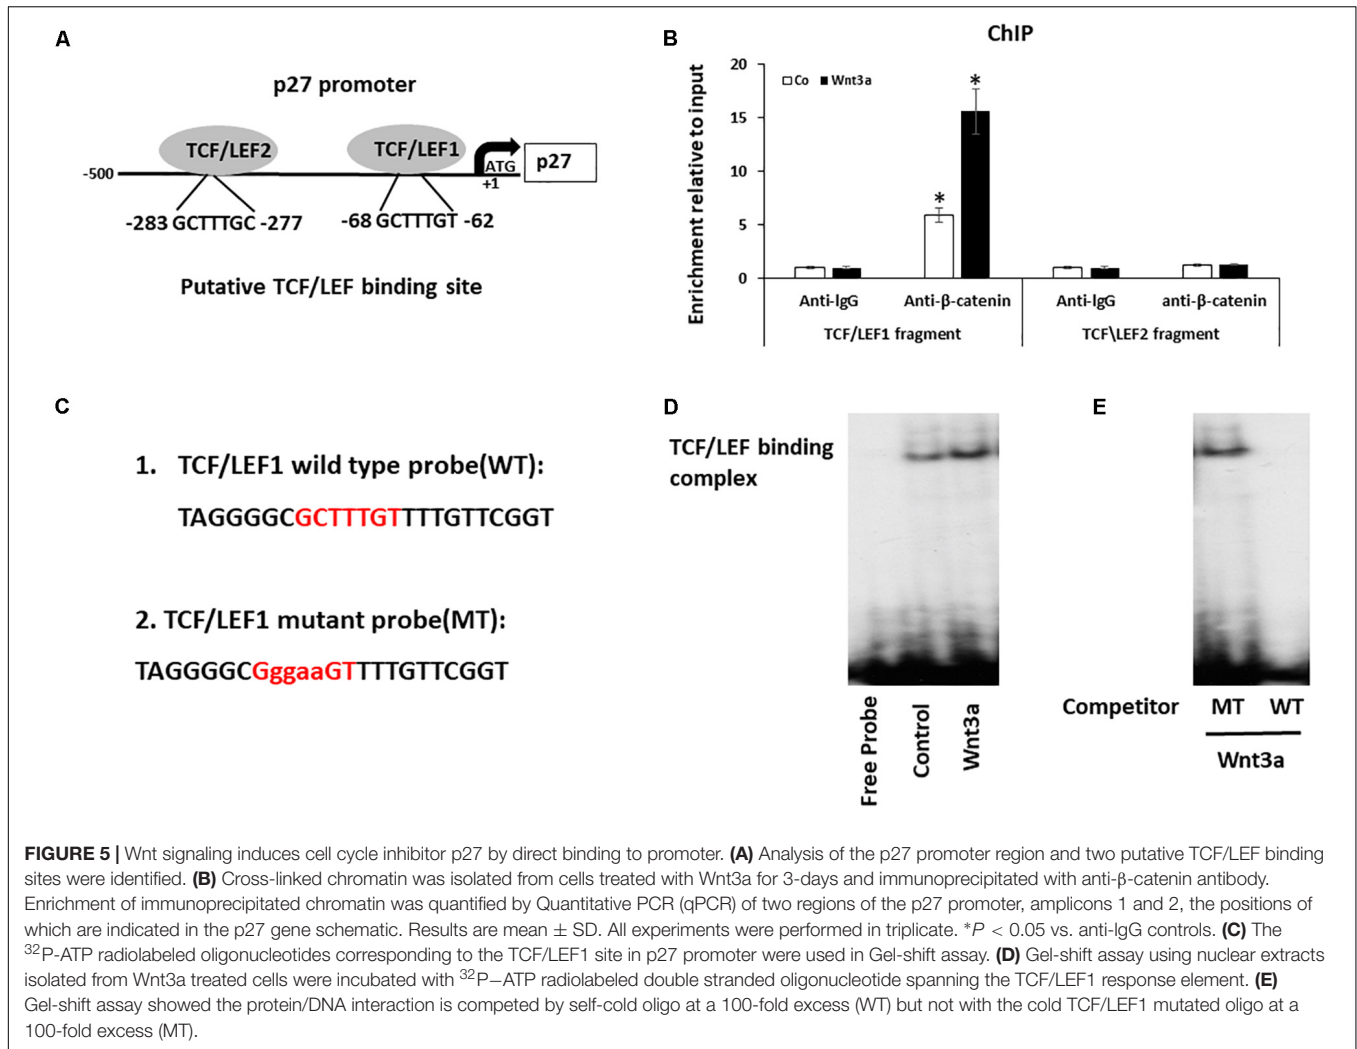 A
p27 promoter
TCF/LEF2
TCF/LEF1
-500
ATG
+1
p27
-283 GCTTTGC -277
-68 GCTTTGT -62
Putative TCF/LEF binding site
B
ChIP
Enrichment relative to input
20
15
10
5
0
Co
Wnt3a
*
*
Anti-IgG
Anti-β-catenin
Anti-IgG
anti-β-catenin
TCF/LEF1 fragment
TCF\LEF2 fragment
C
1. TCF/LEF1 wild type probe(WT):
TAGGGGCGCTTTGTTTTGTTCGGT
2. TCF/LEF1 mutant probe(MT):
TAGGGGCGggaaGTTTTGTTCGGT
D
TCF/LEF binding
complex
Free Probe
Control
Wnt3a
E
Competitor
MT
WT
Wnt3a
FIGURE 5 | Wnt signaling induces cell cycle inhibitor p27 by direct binding to promoter. (A) Analysis of the p27 promoter region and two putative TCF/LEF binding
sites were identified. (B) Cross-linked chromatin was isolated from cells treated with Wnt3a for 3-days and immunoprecipitated with anti-β-catenin antibody.
Enrichment of immunoprecipitated chromatin was quantified by Quantitative PCR (qPCR) of two regions of the p27 promoter, amplicons 1 and 2, the positions of
which are indicated in the p27 gene schematic. Results are mean ± SD. All experiments were performed in triplicate. *P < 0.05 vs. anti-IgG controls. (C) The
³²P-ATP radiolabeled oligonucleotides corresponding to the TCF/LEF1 site in p27 promoter were used in Gel-shift assay. (D) Gel-shift assay using nuclear extracts
isolated from Wnt3a treated cells were incubated with ³²P–ATP radiolabeled double stranded oligonucleotide spanning the TCF/LEF1 response element. (E)
Gel-shift assay showed the protein/DNA interaction is competed by self-cold oligo at a 100-fold excess (WT) but not with the cold TCF/LEF1 mutated oligo at a
100-fold excess (MT).